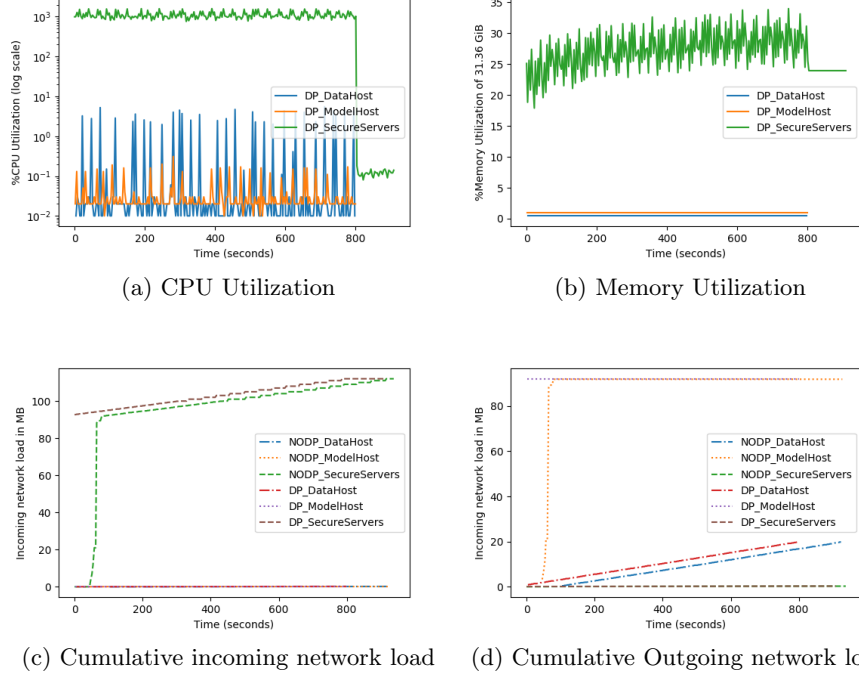 10³
10²
10¹
10⁰
10⁻¹
10⁻²
%CPU Utilization (log scale)
DP_DataHost
DP_ModelHost
DP_SecureServers
0 200 400 600 800
Time (seconds)
(a) CPU Utilization
35
30
25
20
15
10
5
0
%Memory Utilization of 31.36 GiB
DP_DataHost
DP_ModelHost
DP_SecureServers
0 200 400 600 800
Time (seconds)
(b) Memory Utilization
100
80
60
40
20
0
Incoming network load in MB
NODP_DataHost
NODP_ModelHost
NODP_SecureServers
DP_DataHost
DP_ModelHost
DP_SecureServers
0 200 400 600 800
Time (seconds)
(c) Cumulative incoming network load
80
60
40
20
0
Incoming network load in MB
NODP_DataHost
NODP_ModelHost
NODP_SecureServers
DP_DataHost
DP_ModelHost
DP_SecureServers
0 200 400 600 800
Time (seconds)
(d) Cumulative Outgoing network